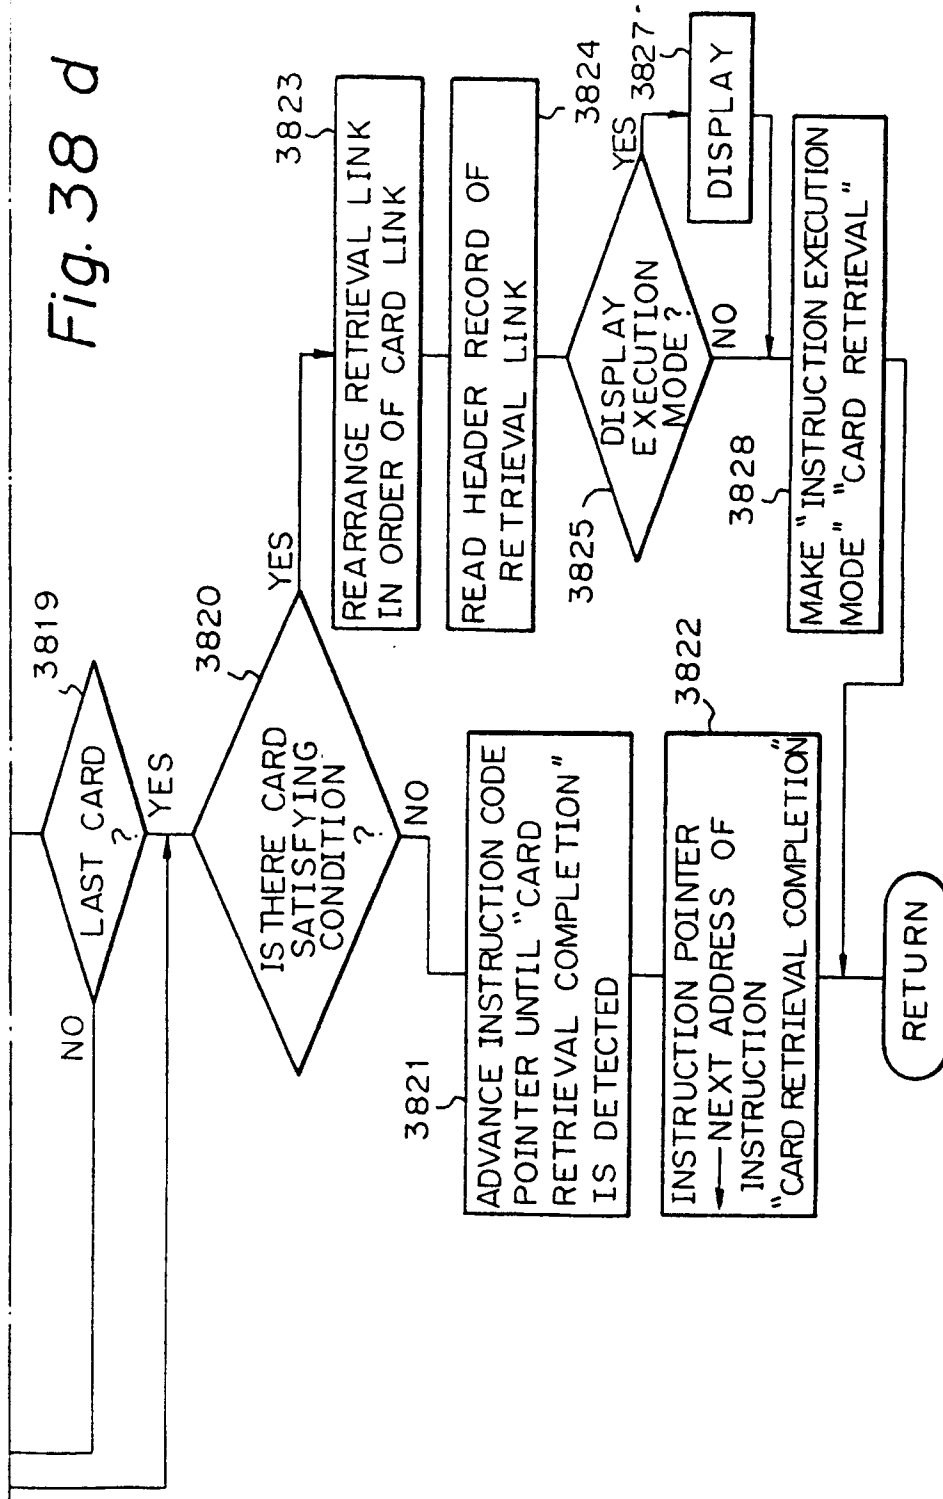 Fig. 38 d
3819
LAST CARD
?
NO
YES
3820
IS THERE CARD
SATISFYING
CONDITION
?
YES
NO
3823
REARRANGE RETRIEVAL LINK
IN ORDER OF CARD LINK
3824
READ HEADER RECORD OF
RETRIEVAL LINK
3825
DISPLAY
EXECUTION
MODE?
YES
NO
3827
DISPLAY
3828
MAKE "INSTRUCTION EXECUTION
MODE" "CARD RETRIEVAL"
3821
ADVANCE INSTRUCTION CODE
POINTER UNTIL "CARD
RETRIEVAL COMPLETION"
IS DETECTED
3822
INSTRUCTION POINTER
← NEXT ADDRESS OF
INSTRUCTION
"CARD RETRIEVAL COMPLETION"
RETURN